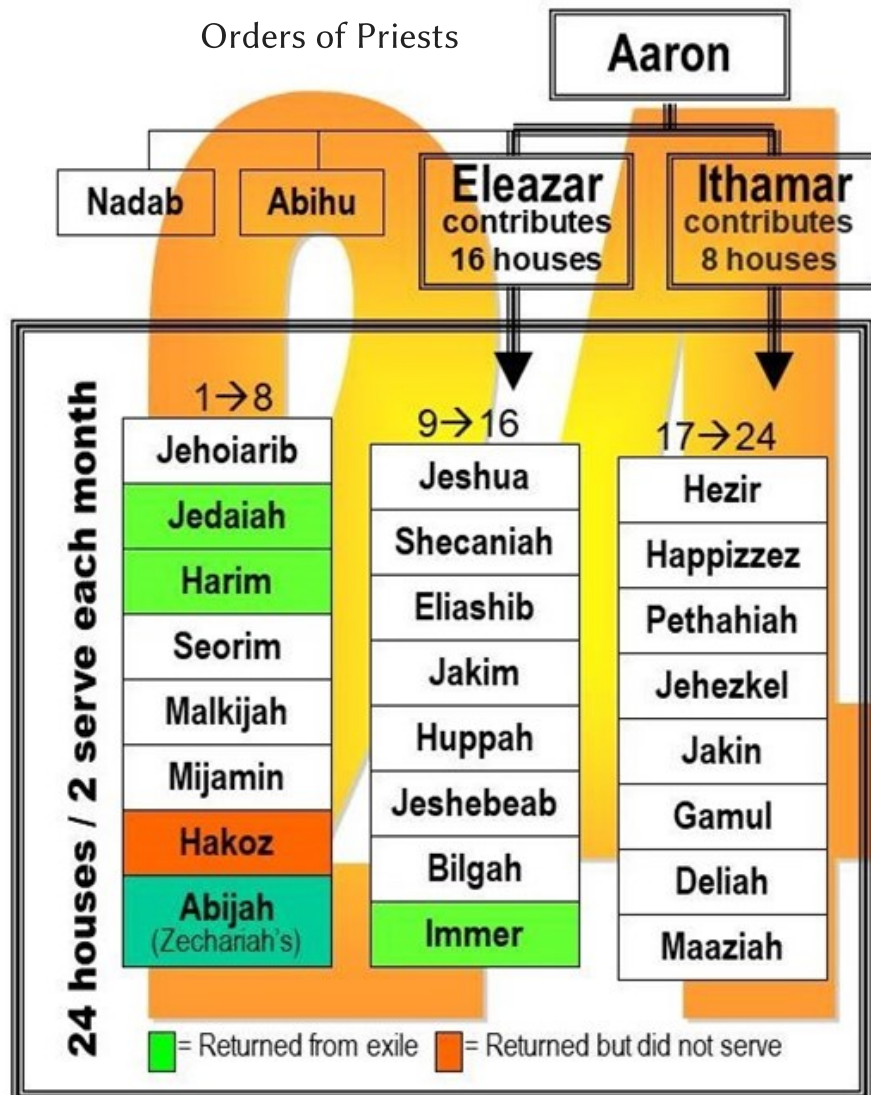 Orders of Priests
Aaron
Nadab
Abihu
Eleazar
contributes
16 houses
Ithamar
contributes
8 houses
24 houses / 2 serve each month
1→8
Jehoiarib
Jedaiah
Harim
Seorim
Malkijah
Mijamin
Hakoz
Abijah
(Zechariah's)
9→16
Jeshua
Shecaniah
Eliashib
Jakim
Huppah
Jeshebeab
Bilgah
Immer
17→24
Hezir
Happizzez
Pethahiah
Jehezkel
Jakin
Gamul
Deliah
Maaziah
= Returned from exile
= Returned but did not serve
24